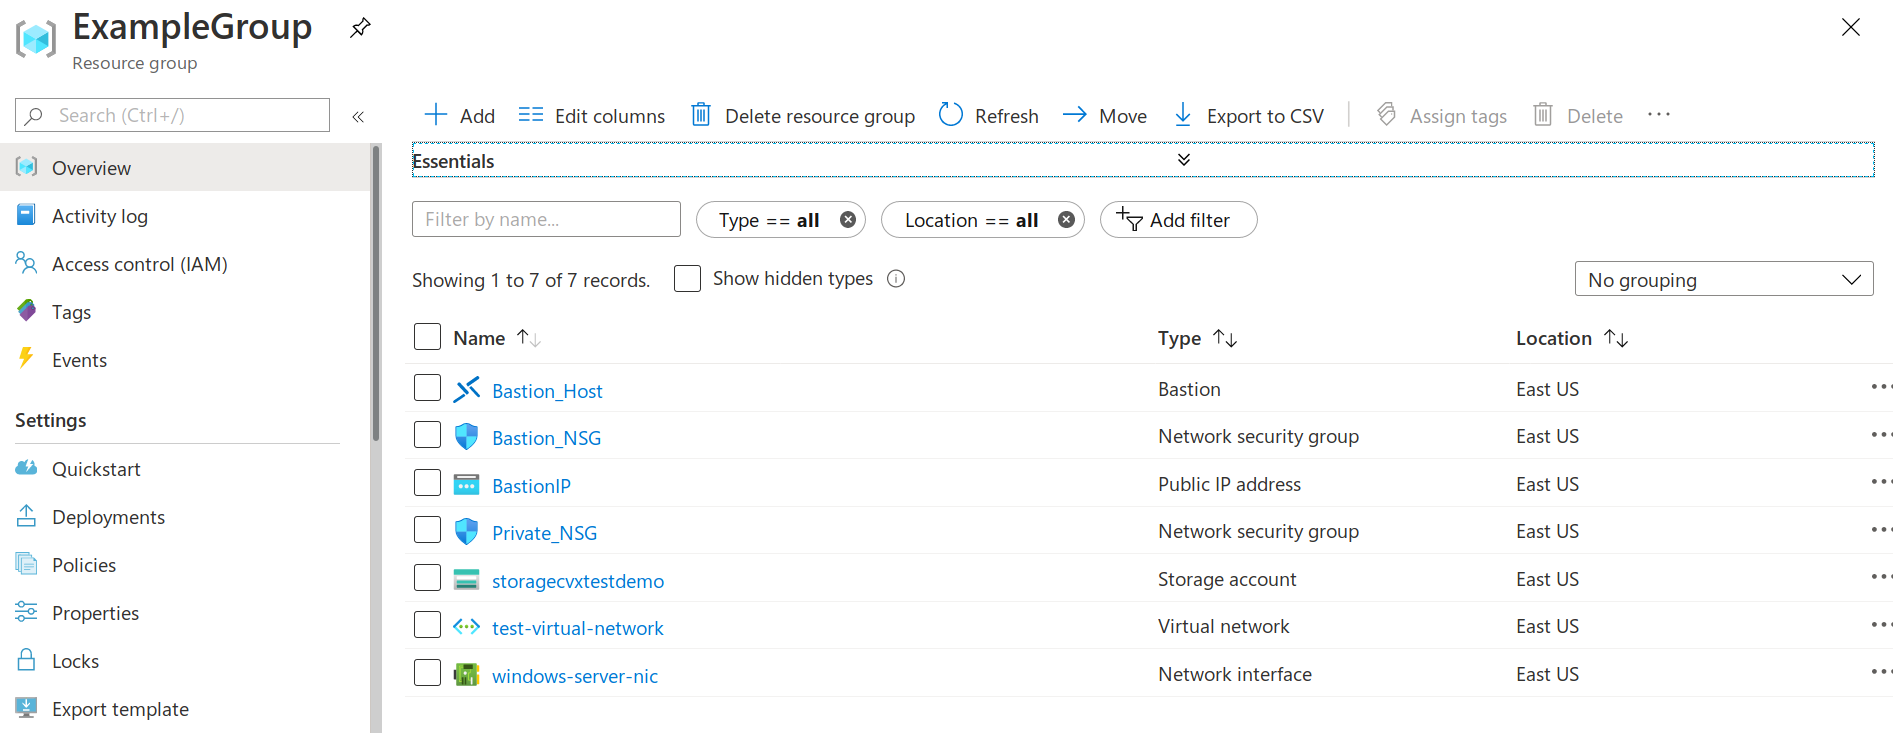 ExampleGroup
Resource group
Search (Ctrl+/)
«
Add Edit columns Delete resource group Refresh Move Export to CSV Assign tags Delete ...
Overview
Activity log
Access control (IAM)
Tags
Events
Settings
Quickstart
Deployments
Policies
Properties
Locks
Export template
Essentials
Filter by name...
Type == all
Location == all
Add filter
Showing 1 to 7 of 7 records.
Show hidden types
No grouping
Name Type Location
Bastion_Host Bastion East US ...
Bastion_NSG Network security group East US ...
BastionIP Public IP address East US ...
Private_NSG Network security group East US ...
storagecvxtestdemo Storage account East US ...
test-virtual-network Virtual network East US ...
windows-server-nic Network interface East US ...